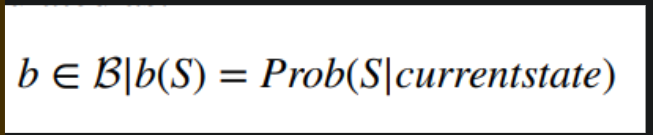 b ∈ ℬ|b(S) = Prob(S|currentstate)